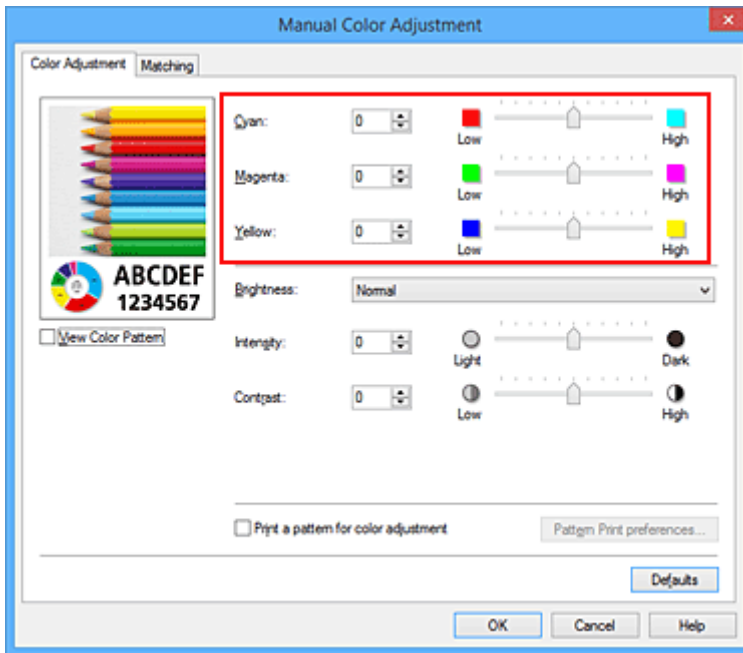 Manual Color Adjustment
Color Adjustment Matching
Cyan: 0 Low High
Magenta: 0 Low High
Yellow: 0 Low High
ABCDEF
1234567
View Color Pattern
Brightness: Normal
Intensity: 0 Light Dark
Contrast: 0 Low High
Print a pattern for color adjustment Pattern Print preferences...
Defaults
OK Cancel Help